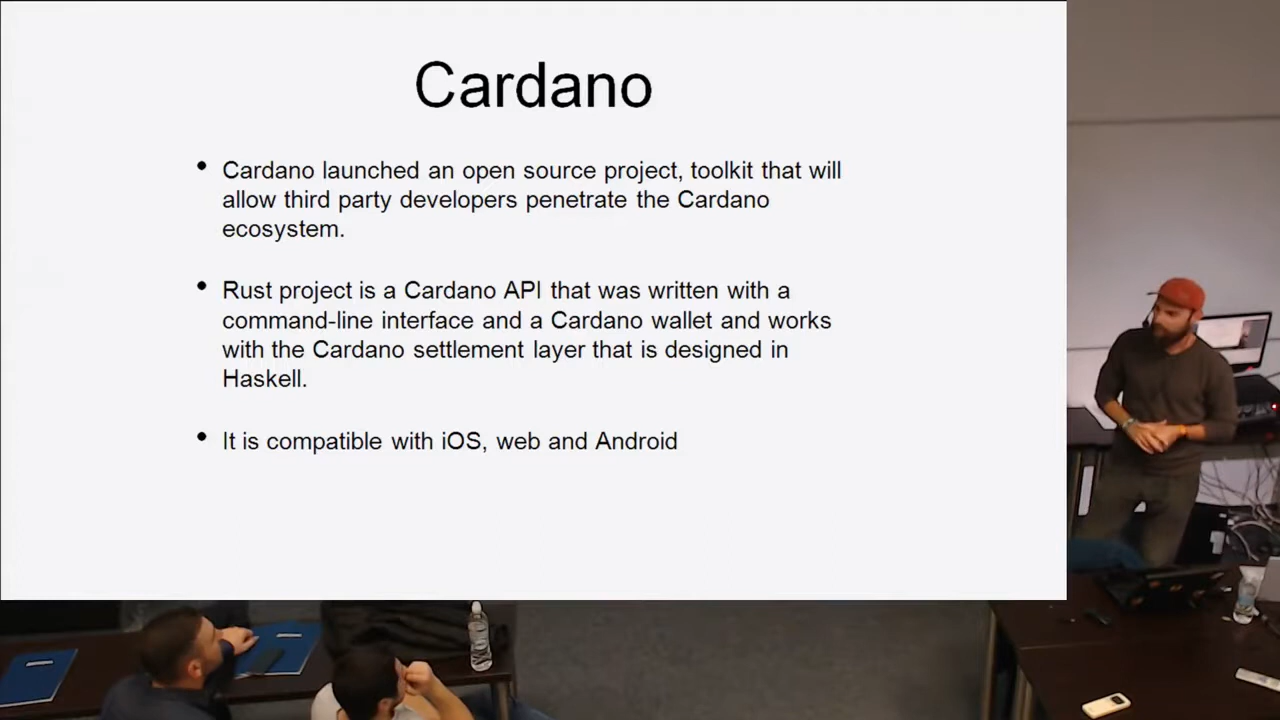 Cardano
• Cardano launched an open source project, toolkit that will
allow third party developers penetrate the Cardano
ecosystem.
• Rust project is a Cardano API that was written with a
command-line interface and a Cardano wallet and works
with the Cardano settlement layer that is designed in
Haskell.
• It is compatible with iOS, web and Android